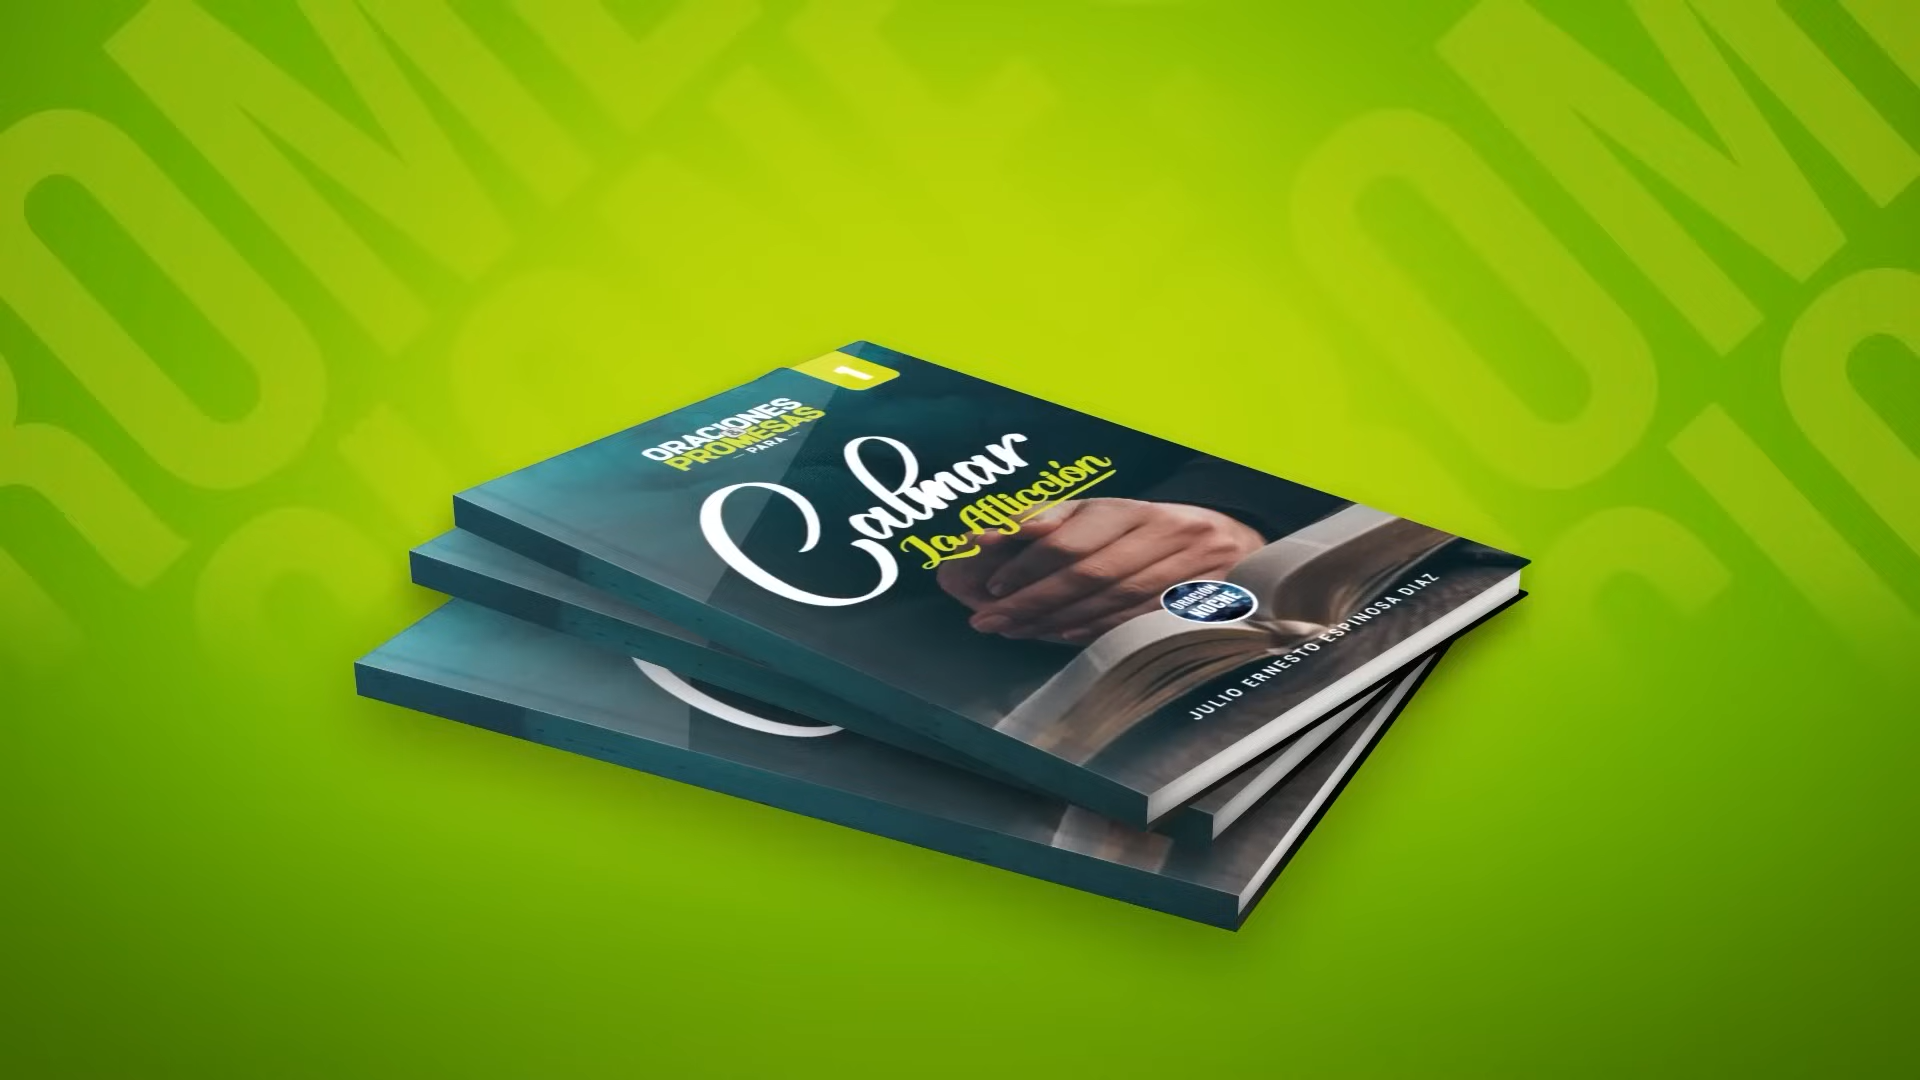 1
ORACIONES
&
PROMESAS
— PARA —
Calmar
La Aflicción
ORACIÓN
NOCHE
JULIO ERNESTO ESPINOSA DIAZ